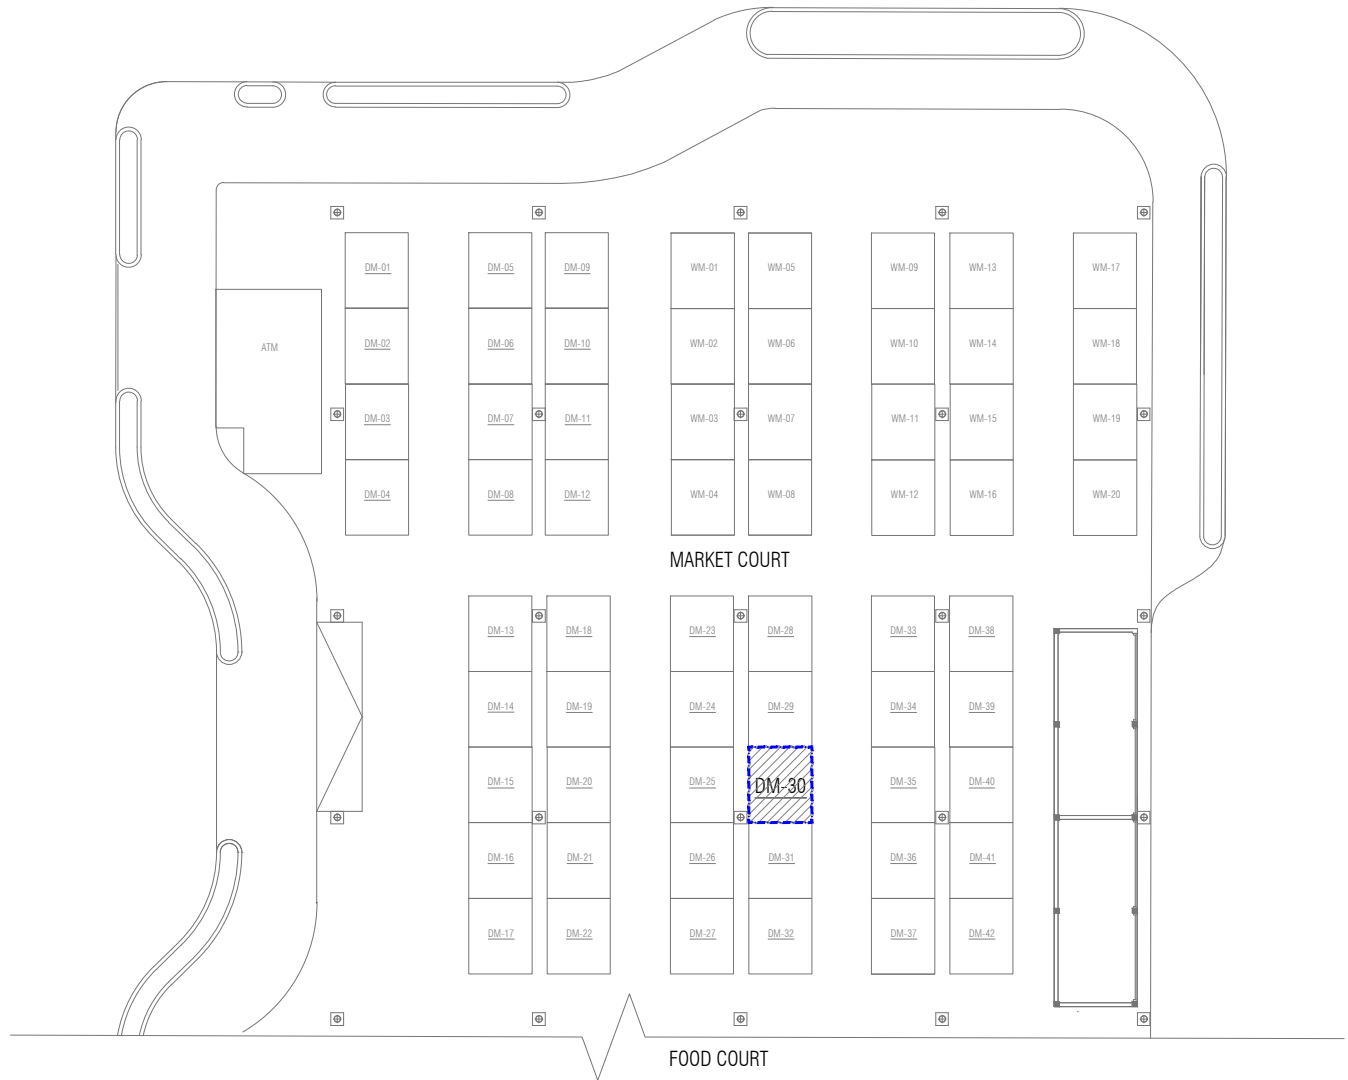 DM-01 DM-05 DM-09 WM-01 WM-05 WM-09 WM-13 WM-17
ATM DM-02 DM-06 DM-10 WM-02 WM-06 WM-10 WM-14 WM-18
DM-03 DM-07 DM-11 WM-03 WM-07 WM-11 WM-15 WM-19
DM-04 DM-08 DM-12 WM-04 WM-08 WM-12 WM-16 WM-20
MARKET COURT
DM-13 DM-18 DM-23 DM-28 DM-33 DM-38
DM-14 DM-19 DM-24 DM-29 DM-34 DM-39
DM-15 DM-20 DM-25 DM-30 DM-35 DM-40
DM-16 DM-21 DM-26 DM-31 DM-36 DM-41
DM-17 DM-22 DM-27 DM-32 DM-37 DM-42
FOOD COURT